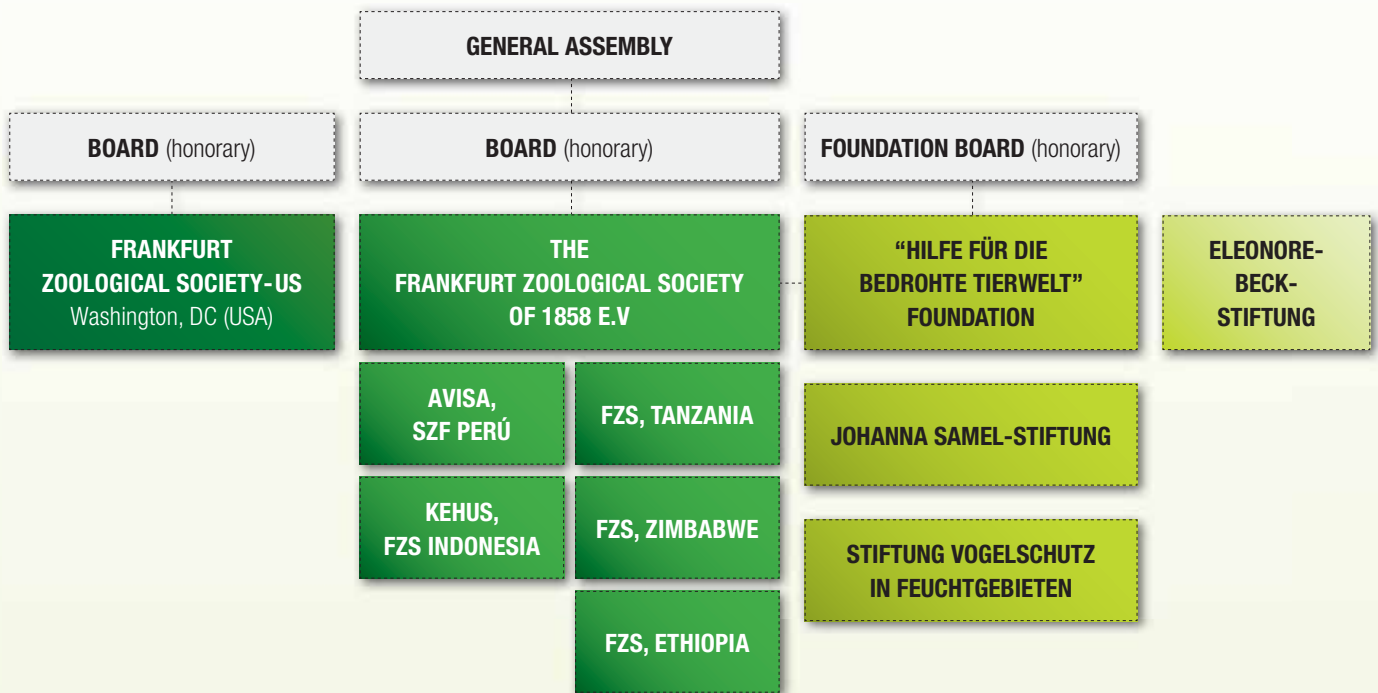 GENERAL ASSEMBLY
BOARD (honorary)
BOARD (honorary)
FOUNDATION BOARD (honorary)
FRANKFURT
ZOOLOGICAL SOCIETY-US
Washington, DC (USA)
THE
FRANKFURT ZOOLOGICAL SOCIETY
OF 1858 E.V
“HILFE FÜR DIE
BEDROHTE TIERWELT”
FOUNDATION
ELEONORE-
BECK-
STIFTUNG
AVISA,
SZF PERÚ
FZS, TANZANIA
JOHANNA SAMEL-STIFTUNG
KEHUS,
FZS INDONESIA
FZS, ZIMBABWE
STIFTUNG VOGELSCHUTZ
IN FEUCHTGEBIETEN
FZS, ETHIOPIA